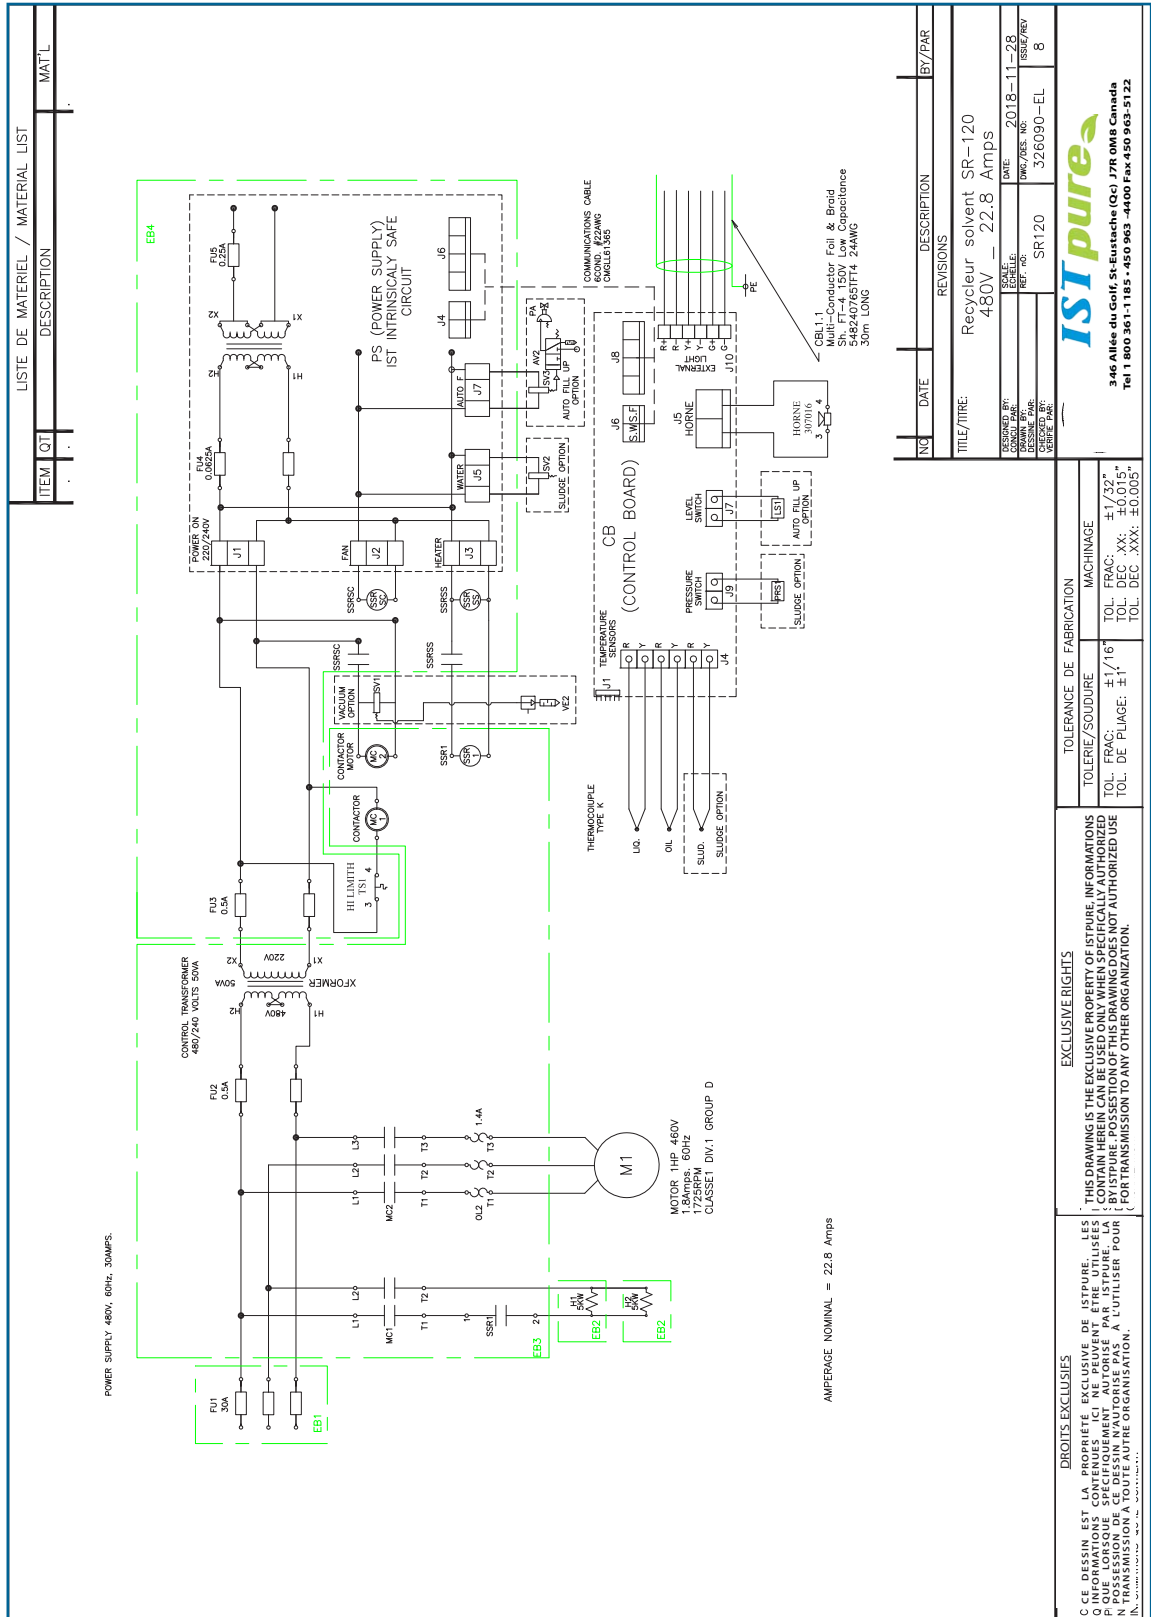 LISTE DE MATERIEL / MATERIAL LIST
ITEM
QT
DESCRIPTION
MAT'L
POWER SUPPLY 480V, 60Hz, 30AMPS.
FU1
30A
EB1
L1
L2
MC1
T1
T2
1
SSR1
2
EB3
H1
5KW
EB2
H2
5KW
EB2
L1
L2
L3
MC2
T1
T2
T3
OL2
1.4A
T1
T2
T3
M1
MOTOR 1HP 460V
1.8Amps, 60Hz
1725RPM
CLASSE1 DIV.1 GROUP D
AMPERAGE NOMINAL = 22.8 Amps
FU2
0.5A
CONTROL TRANSFORMER
480/240 VOLTS 50VA
H2
480V
H1
50VA
XFORMER
X2
220V
X1
FU3
0.5A
HI LIMITH
TS1
3
4
CONTACTOR
MC
1
CONTACTOR
MOTOR
MC
2
SSR1
SSR
1
VACUUM
OPTION
SV1
VE2
SSRSC
SSRSS
SSRSC
SSR
SC
SSRSS
SSR
SS
EB4
POWER ON
220/240V
J1
FAN
J2
HEATER
J3
FU4
0.0625A
H2
H1
X2
X1
FU5
0.25A
PS (POWER SUPPLY)
IST INTRINSICALY SAFE
CIRCUIT
WATER
J5
AUTO F
J7
J4
J6
SV2
SLUDGE OPTION
SV3
AV2
PA
AUTO FILL UP
OPTION
COMMUNICATIONS CABLE
6COND. #22AWG
CMGLL61365
THERMOCOIUPLE
TYPE K
LIQ.
OIL
SLUD.
SLUDGE OPTION
J1
TEMPERATURE
SENSORS
R
Y
R
Y
R
Y
J4
CB
(CONTROL BOARD)
PRESSURE
SWITCH
J9
PRS1
SLUDGE OPTION
LEVEL
SWITCH
J7
LS1
AUTO FILL UP
OPTION
J6
S.W.S.F
J8
J5
HORNE
HORNE
307016
3
4
EXTERNAL
LIGHT
R+
R-
Y+
Y-
G+
G-
J10
PE
CBL1.1
Multi-Conductor Foil & Braid
Sh. FT-4 150V Low Capacitance
5482407651FT4 24AWG
30m LONG
NO
DATE
DESCRIPTION
BY/PAR
REVISIONS
TITLE/TITRE:
Recycleur solvent SR-120
480V _ 22.8 Amps
DESIGNED BY:
CONCU PAR:
DRAWN BY:
DESSINE PAR:
CHECKED BY:
VERIFIE PAR:
SCALE:
ECHELLE:
DATE:
2018-11-28
REF. nO:
SR120
DWG./DES. NO:
326090-EL
ISSUE/REV
8
IST pure
346 Allée du Golf, St-Eustache (Qc) J7R 0M8 Canada
Tel 1 800 361-1185 • 450 963 -4400 Fax 450 963-5122
TOLERANCE DE FABRICATION
TOLERIE/SOUDURE
MACHINAGE
TOL. FRAC: ±1/16"
TOL. DE PLIAGE: ±1°
TOL. FRAC: ±1/32"
TOL. DEC .XX: ±0.015"
TOL. DEC .XXX: ±0.005"
EXCLUSIVE RIGHTS
THIS DRAWING IS THE EXCLUSIVE PROPERTY OF ISTPURE, INFORMATIONS
CONTAIN HEREIN CAN BE USED ONLY WHEN SPECIFICALLY AUTHORIZED
BY ISTPURE. POSSESTION OF THIS DRAWING DOES NOT AUTHORIZED USE
FOR TRANSMISSION TO ANY OTHER ORGANIZATION.
DROITS EXCLUSIFS
CE DESSIN EST LA PROPRIÉTÉ EXCLUSIVE DE ISTPURE. LES
INFORMATIONS CONTENUES ICI NE PEUVENT ÊTRE UTILISÉES
QUE LORSQUE SPÉCIFIQUEMENT AUTORISÉ PAR ISTPURE. LA
POSSESSION DE CE DESSIN N'AUTORISE PAS À L'UTILISER POUR
TRANSMISSION À TOUTE AUTRE ORGANISATION.